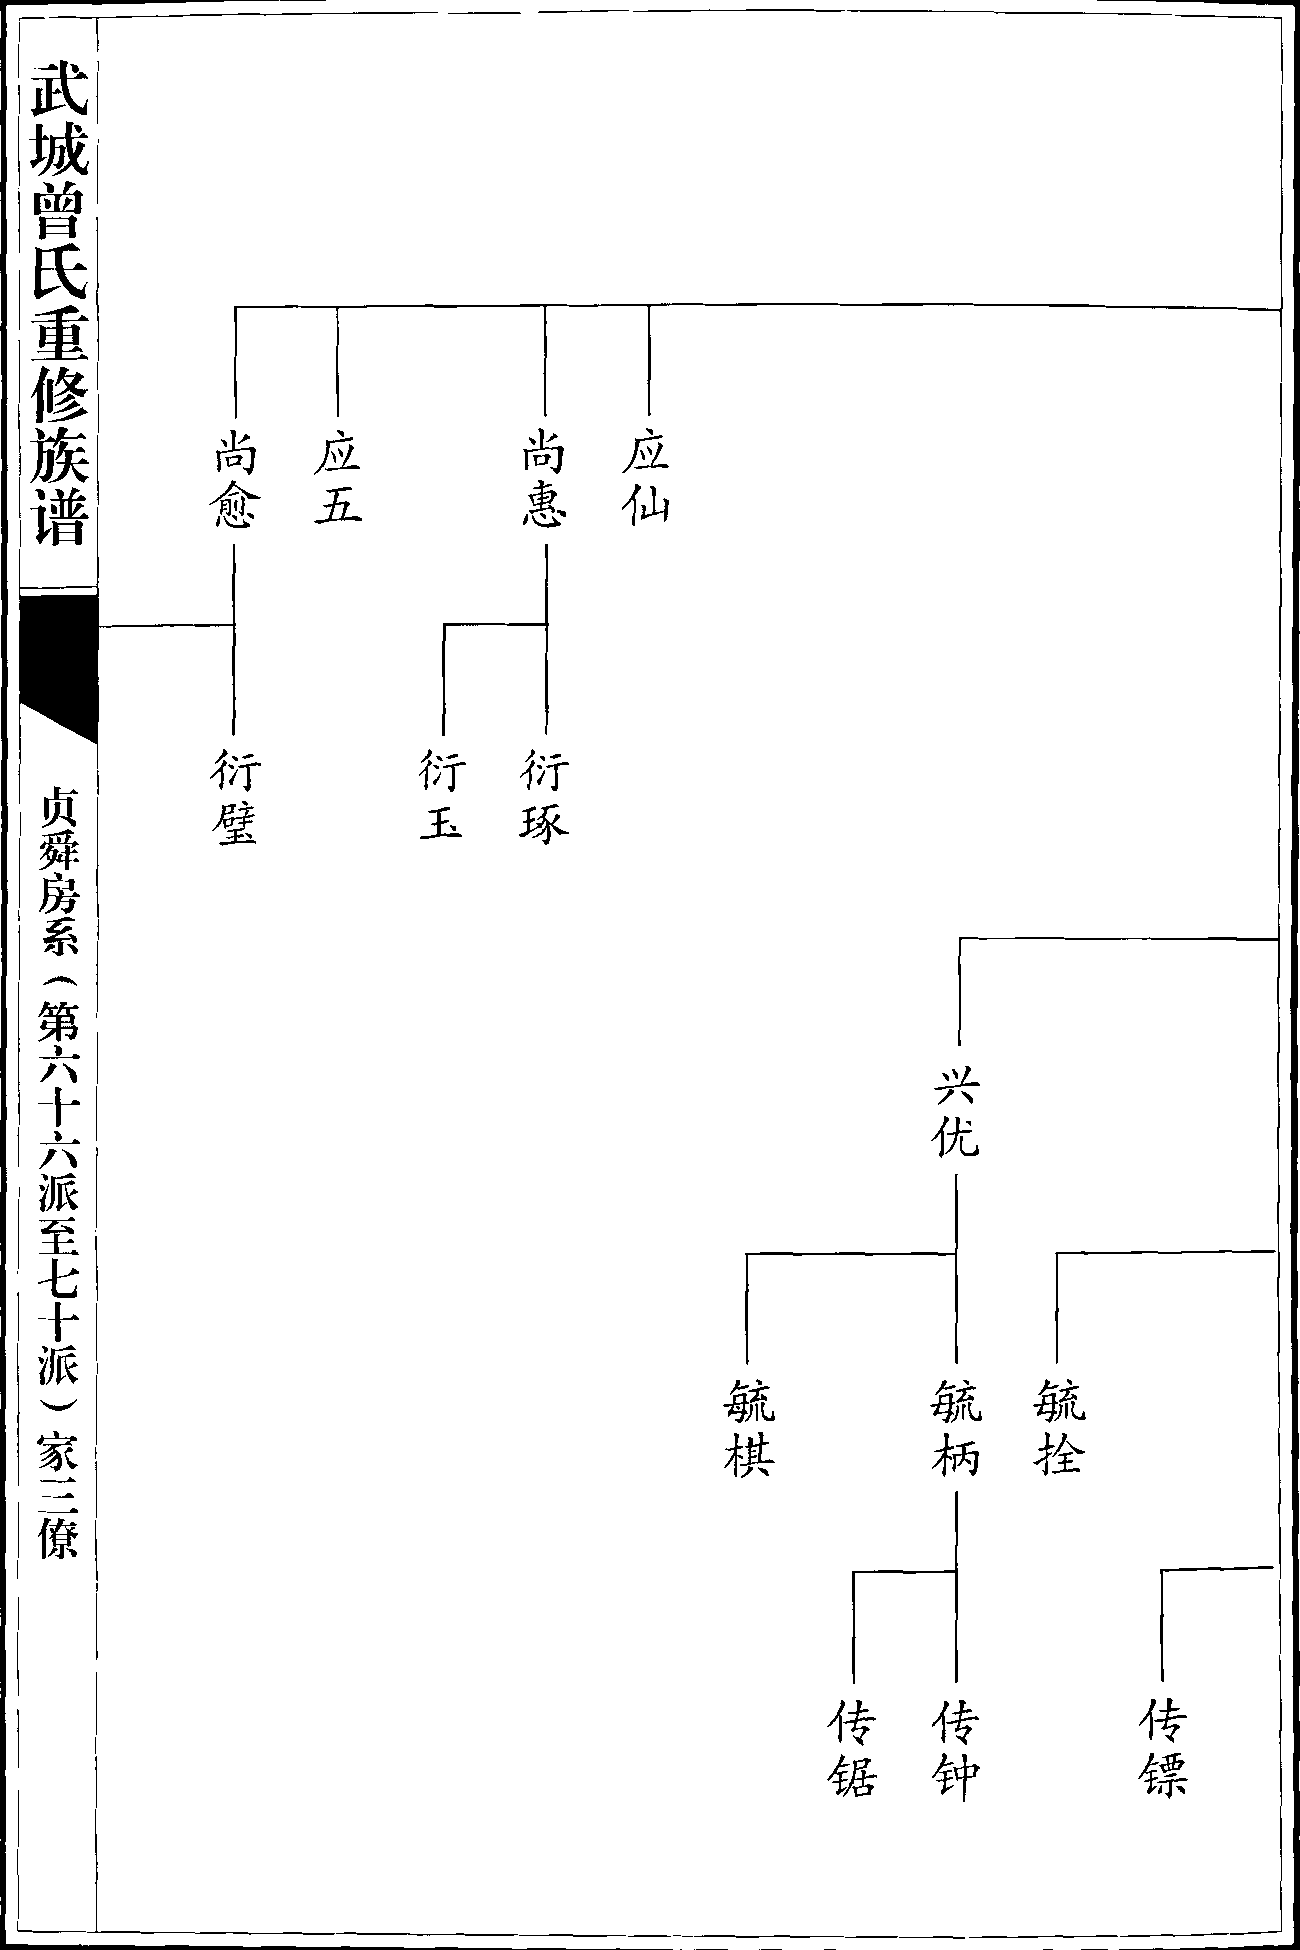 武城曾氏重修族谱
贞舜房系（第六十六派至七十派）家三僚
应仙
尚惠
应五
尚愈
衍琢
衍玉
衍璧
兴优
毓拴
毓柄
毓棋
传镖
传钟
传锯